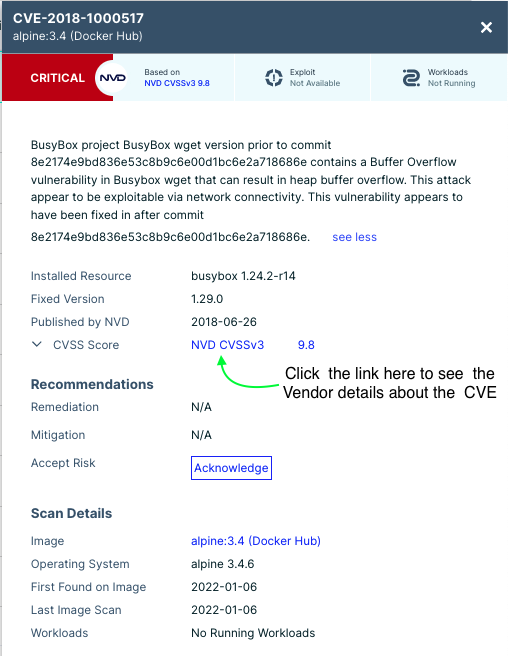 CVE-2018-1000517
alpine:3.4 (Docker Hub)
CRITICAL
NVD
Based on
NVD CVSSv3 9.8
Exploit
Not Available
Workloads
Not Running
BusyBox project BusyBox wget version prior to commit
8e2174e9bd836e53c8b9c6e00d1bc6e2a718686e contains a Buffer Overflow
vulnerability in Busybox wget that can result in heap buffer overflow. This attack
appear to be exploitable via network connectivity. This vulnerability appears to
have been fixed in after commit
8e2174e9bd836e53c8b9c6e00d1bc6e2a718686e. see less
Installed Resource busybox 1.24.2-r14
Fixed Version 1.29.0
Published by NVD 2018-06-26
CVSS Score NVD CVSSv3 9.8
Click the link here to see the
Vendor details about the CVE
Recommendations
Remediation N/A
Mitigation N/A
Accept Risk Acknowledge
Scan Details
Image alpine:3.4 (Docker Hub)
Operating System alpine 3.4.6
First Found on Image 2022-01-06
Last Image Scan 2022-01-06
Workloads No Running Workloads